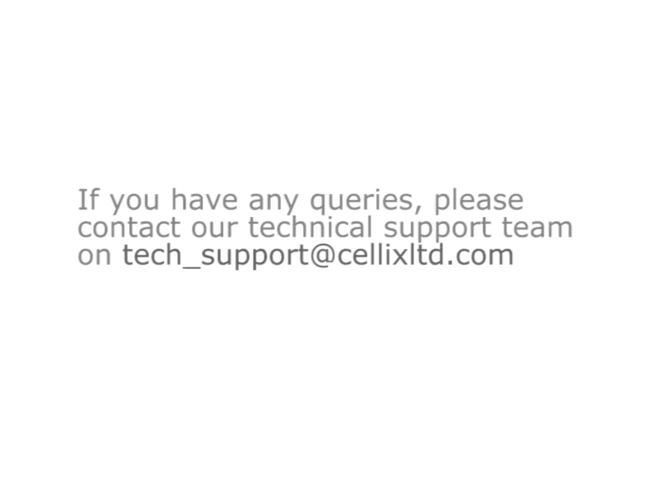 If you have any queries, please
contact our technical support team
on tech_support@cellixltd.com